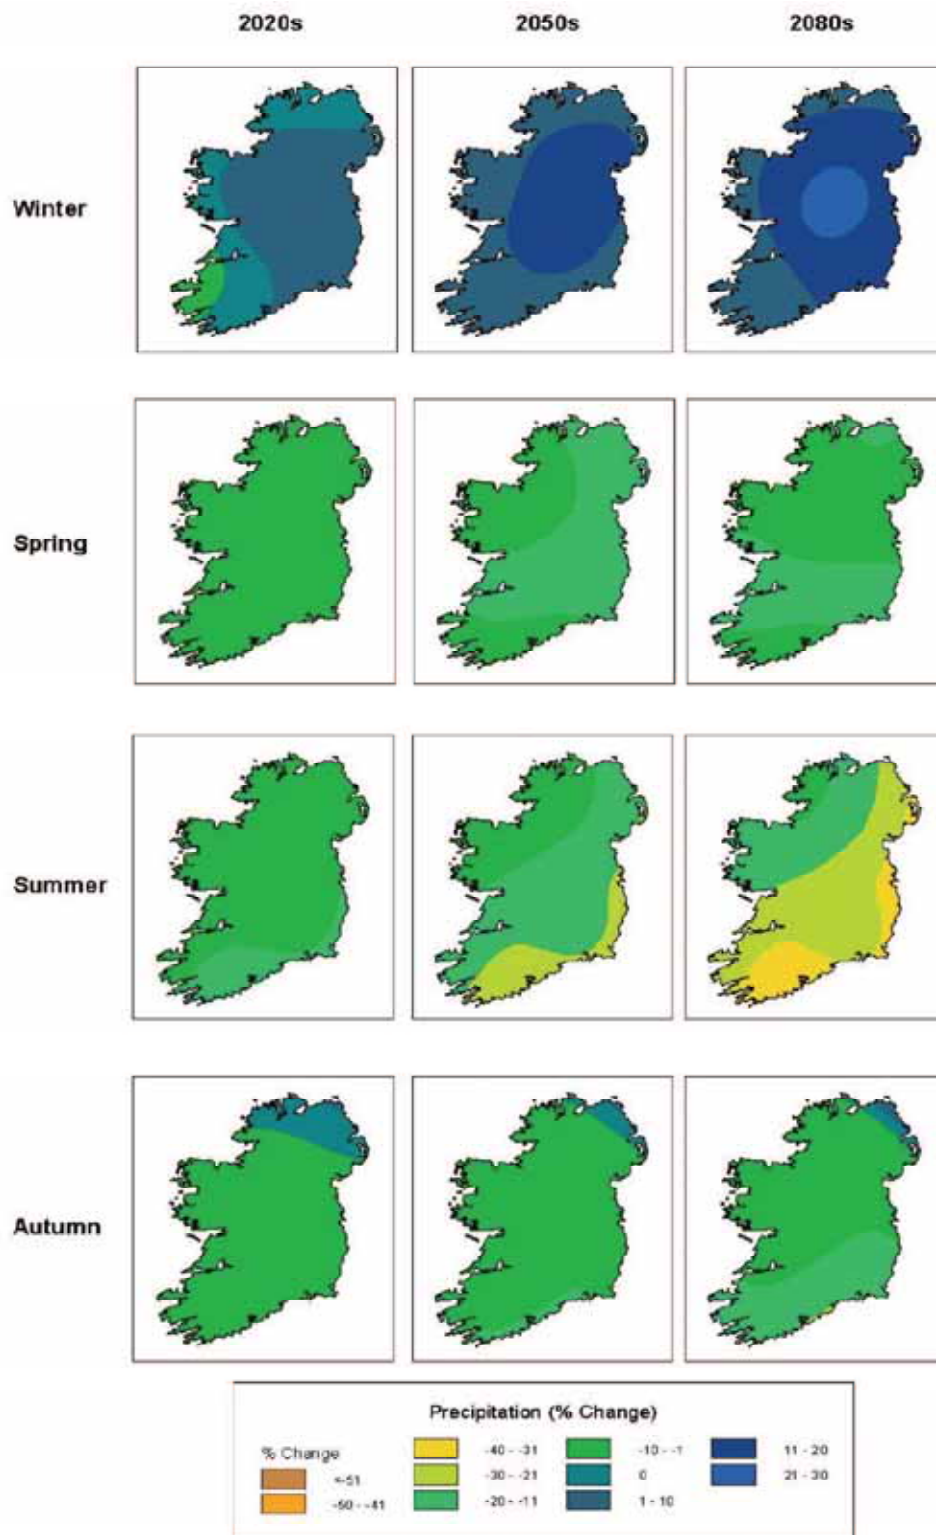 2020s 2050s 2080s
Winter
Spring
Summer
Autumn
Precipitation (% Change)
% Change
<-51
-50 - -41
-40 - -31
-30 - -21
-20 - -11
-10 - -1
0
1 - 10
11 - 20
21 - 30